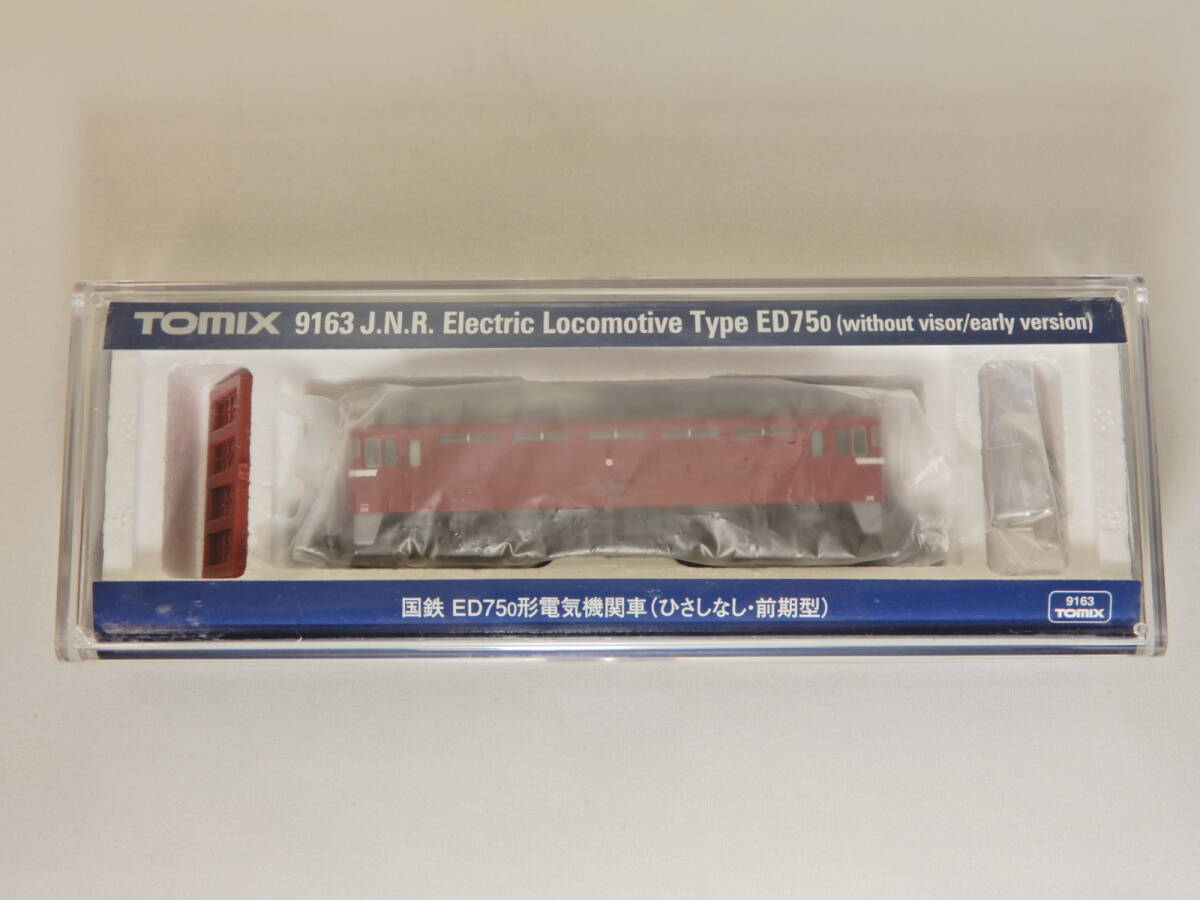 TOMIX 9163 J.N.R. Electric Locomotive Type ED750 (without visor/early version)
国鉄 ED750形電気機関車(ひさしなし・前期型)
9163
TOMIX